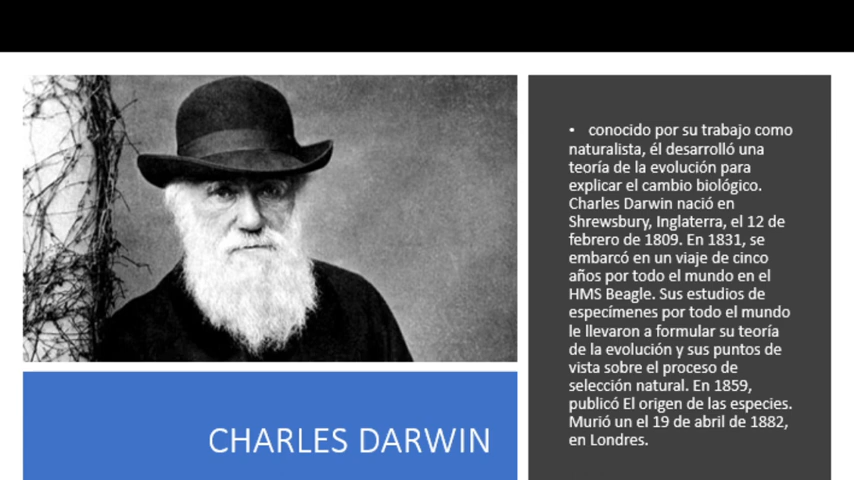 • conocido por su trabajo como
naturalista, él desarrolló una
teoría de la evolución para
explicar el cambio biológico.
Charles Darwin nació en
Shrewsbury, Inglaterra, el 12 de
febrero de 1809. En 1831, se
embarcó en un viaje de cinco
años por todo el mundo en el
HMS Beagle. Sus estudios de
especímenes por todo el mundo
le llevaron a formular su teoría
de la evolución y sus puntos de
vista sobre el proceso de
selección natural. En 1859,
publicó El origen de las especies.
Murió un el 19 de abril de 1882,
en Londres.
CHARLES DARWIN